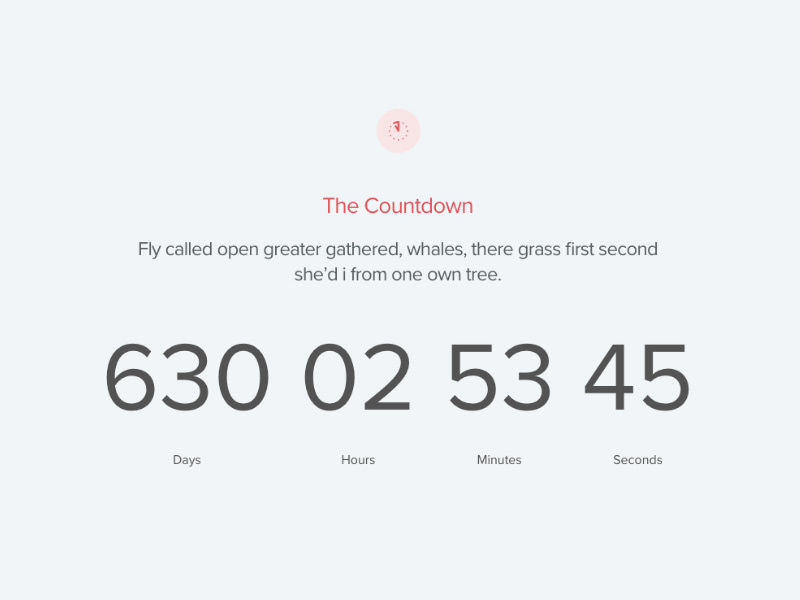 The Countdown
Fly called open greater gathered, whales, there grass first second
she’d i from one own tree.
630 02 53 45
Days Hours Minutes Seconds